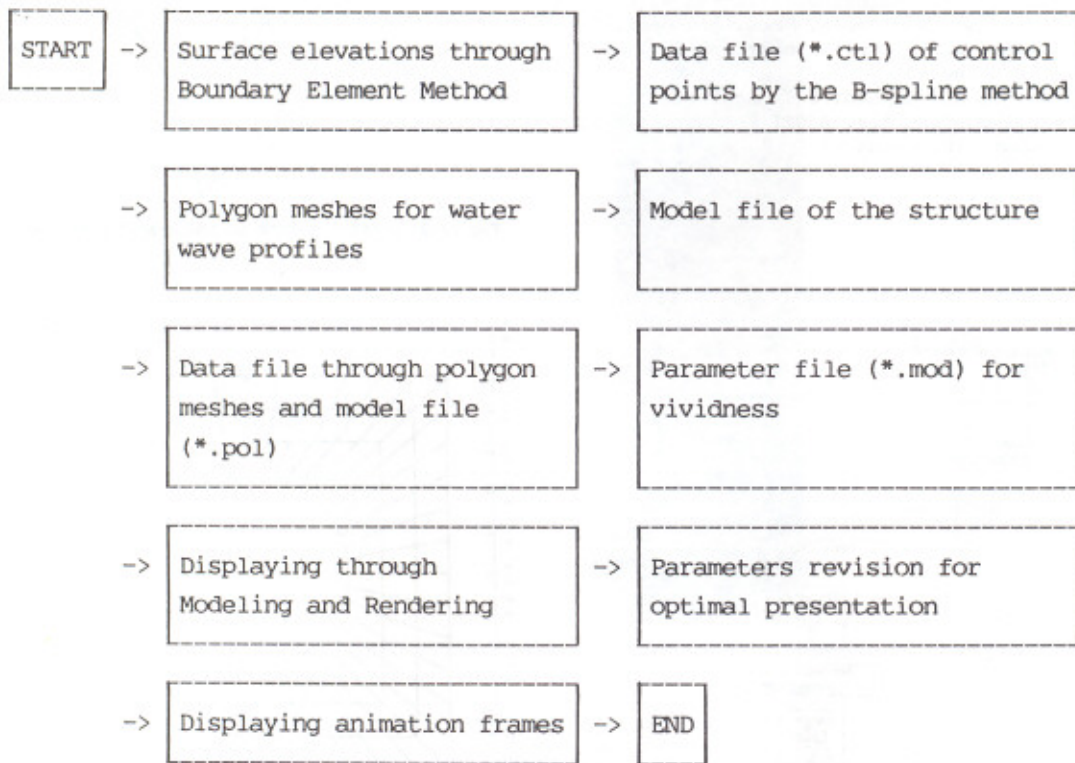 START -> Surface elevations through -> Data file (*.ctl) of control
Boundary Element Method points by the B-spline method
-> Polygon meshes for water -> Model file of the structure
wave profiles
-> Data file through polygon -> Parameter file (*.mod) for
meshes and model file vividness
(*.pol)
-> Displaying through -> Parameters revision for
Modeling and Rendering optimal presentation
-> Displaying animation frames -> END